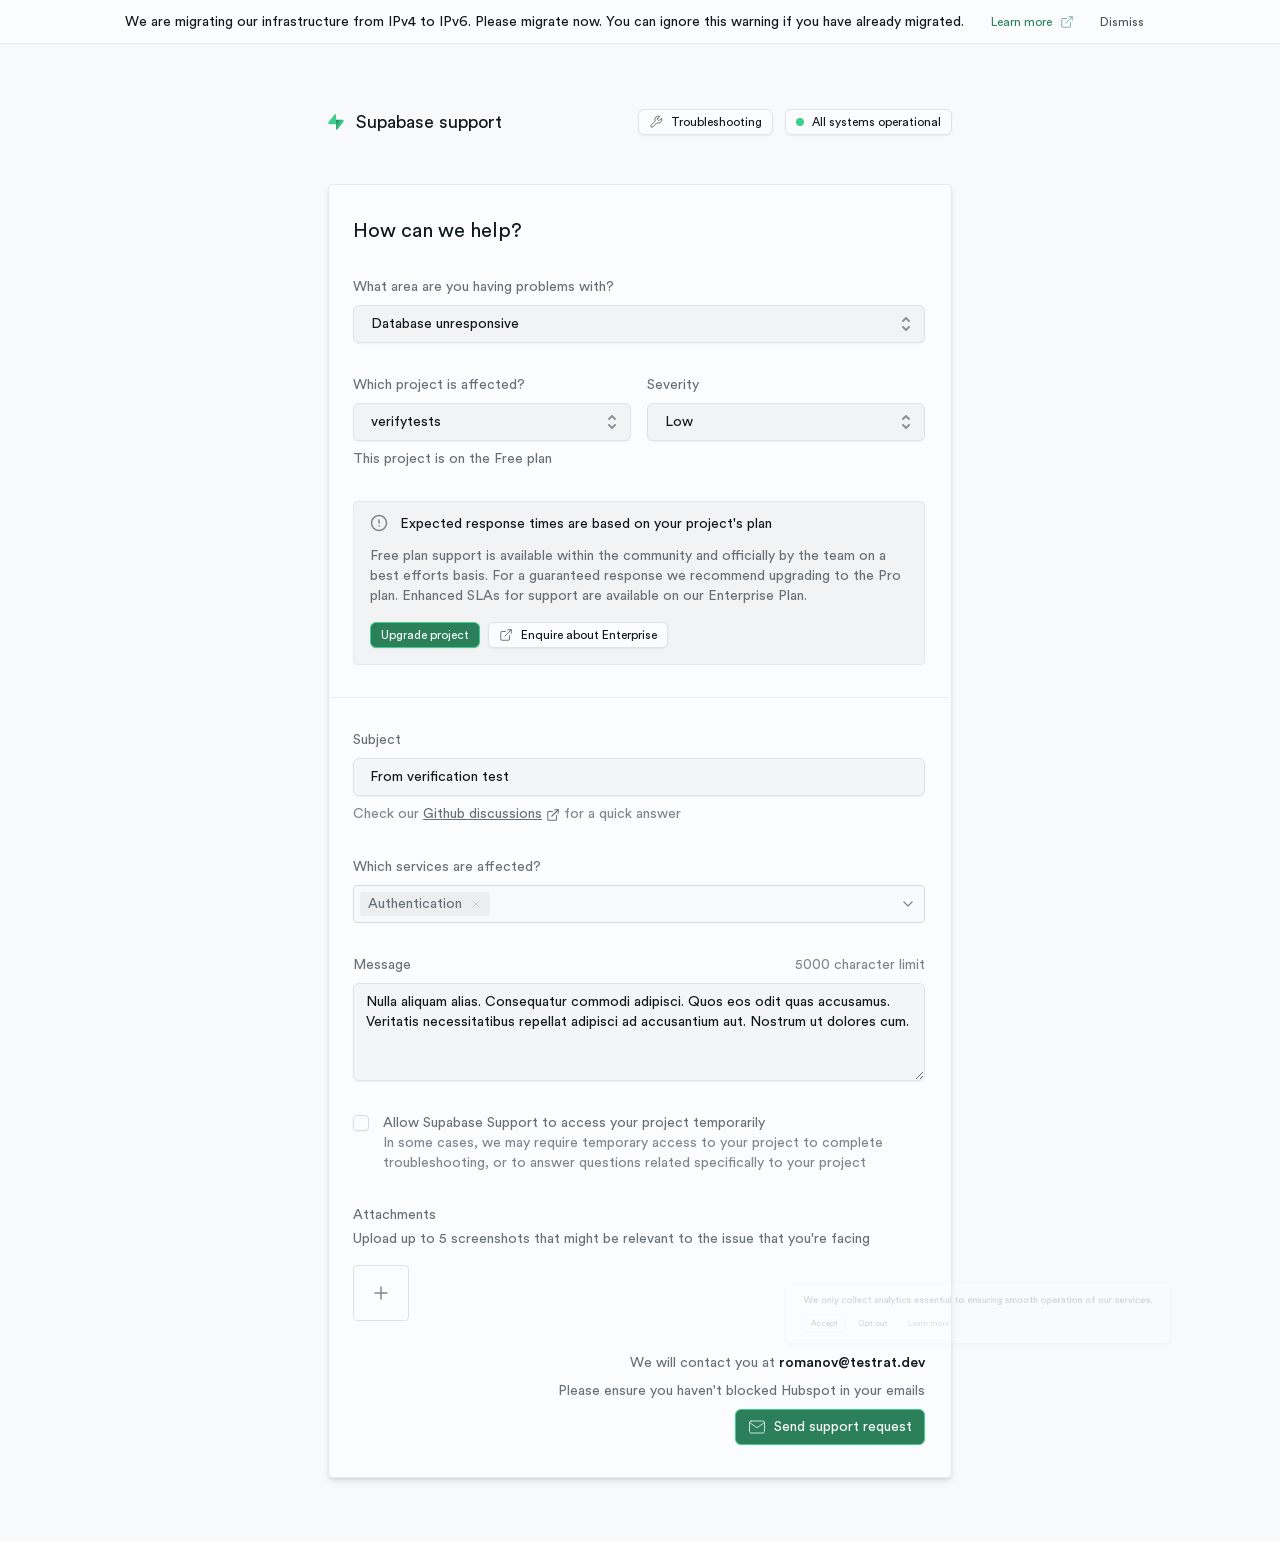 We are migrating our infrastructure from IPv4 to IPv6. Please migrate now. You can ignore this warning if you have already migrated. Learn more Dismiss
Supabase support Troubleshooting All systems operational
How can we help?
What area are you having problems with?
Database unresponsive
Which project is affected? Severity
verifytests Low
This project is on the Free plan
Expected response times are based on your project's plan
Free plan support is available within the community and officially by the team on a
best efforts basis. For a guaranteed response we recommend upgrading to the Pro
plan. Enhanced SLAs for support are available on our Enterprise Plan.
Upgrade project Enquire about Enterprise
Subject
From verification test
Check our Github discussions for a quick answer
Which services are affected?
Authentication
Message 5000 character limit
Nulla aliquam alias. Consequatur commodi adipisci. Quos eos odit quas accusamus.
Veritatis necessitatibus repellat adipisci ad accusantium aut. Nostrum ut dolores cum.
Allow Supabase Support to access your project temporarily
In some cases, we may require temporary access to your project to complete
troubleshooting, or to answer questions related specifically to your project
Attachments
Upload up to 5 screenshots that might be relevant to the issue that you're facing
We only collect analytics essential to ensuring smooth operation of our services.
Accept Opt out Learn more
We will contact you at romanov@testrat.dev
Please ensure you haven't blocked Hubspot in your emails
Send support request